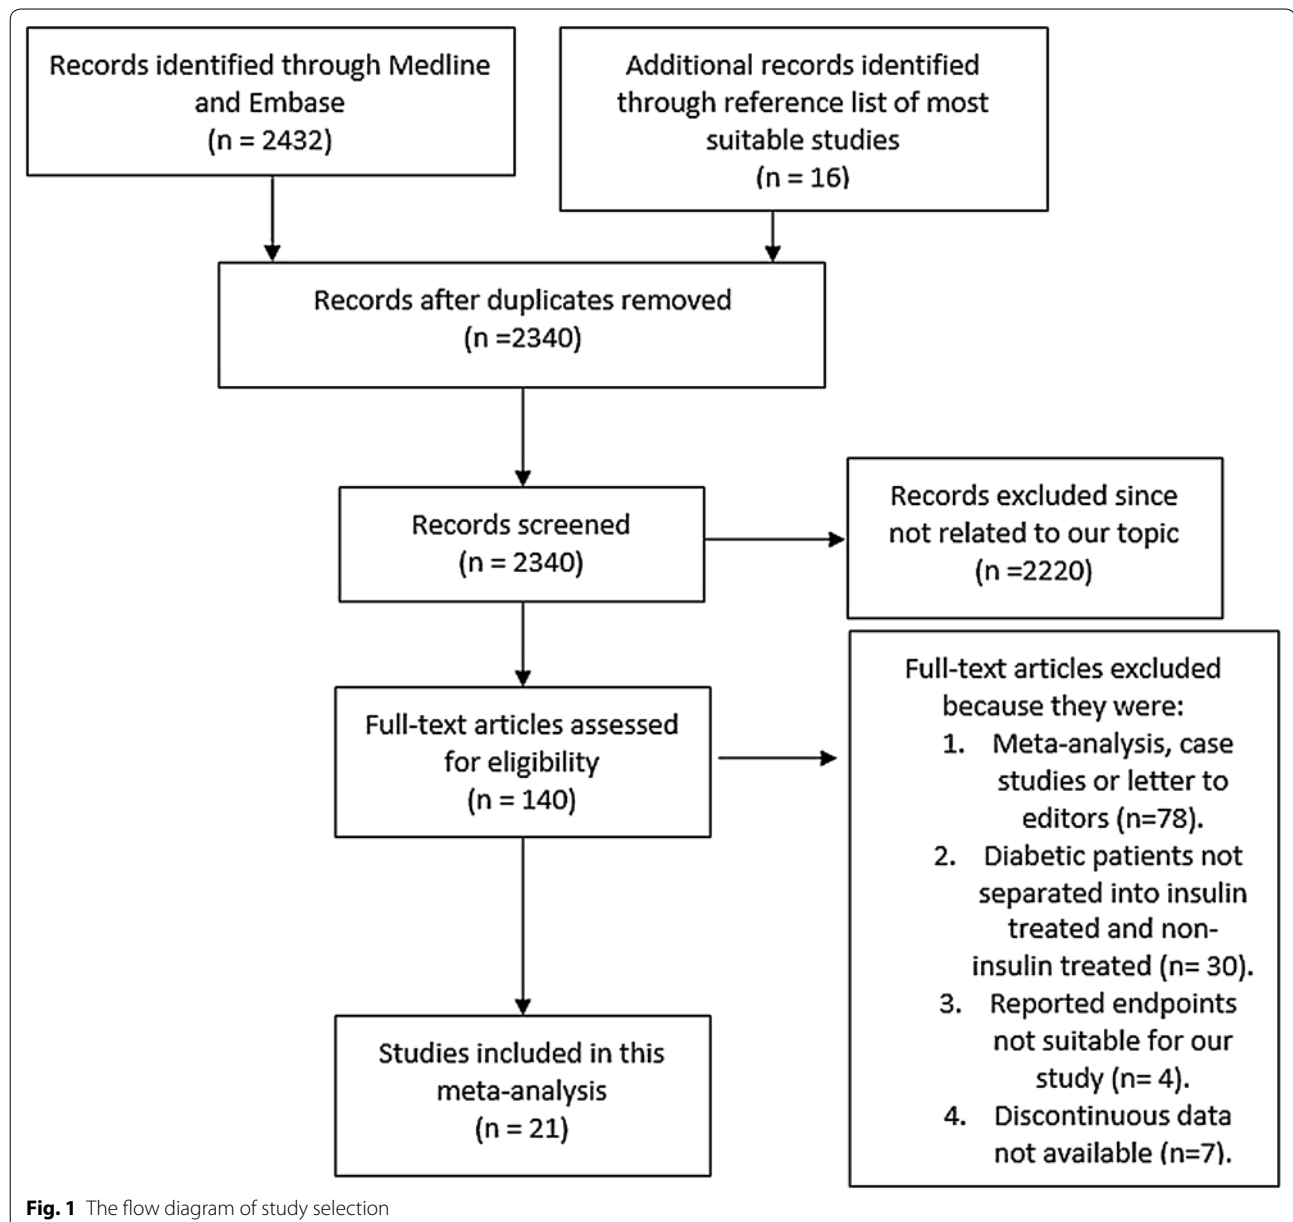 Records identified through Medline
and Embase
(n = 2432)
Additional records identified
through reference list of most
suitable studies
(n = 16)
Records after duplicates removed
(n =2340)
Records screened
(n = 2340)
Records excluded since
not related to our topic
(n =2220)
Full-text articles assessed
for eligibility
(n = 140)
Full-text articles excluded
because they were:
1. Meta-analysis, case
studies or letter to
editors (n=78).
2. Diabetic patients not
separated into insulin
treated and non-
insulin treated (n= 30).
3. Reported endpoints
not suitable for our
study (n= 4).
4. Discontinuous data
not available (n=7).
Studies included in this
meta-analysis
(n = 21)
Fig. 1 The flow diagram of study selection